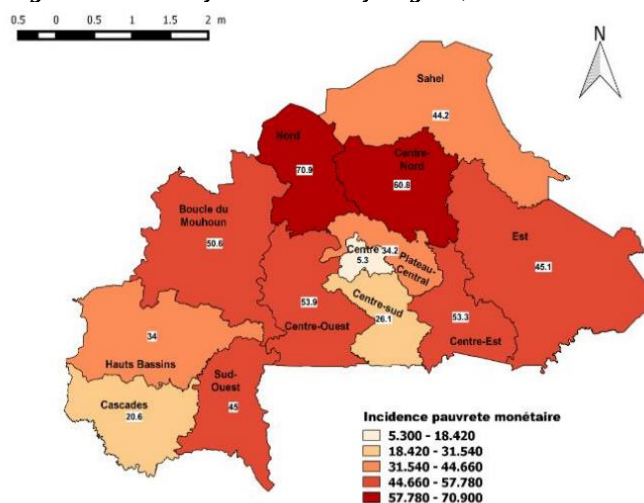 0.5 0 0.5 1 1.5 2 m
N
Sahel
44.2
Nord
70.9
Centre-
Nord
60.8
Boucle du
Mouhoun
50.6
Est
45.1
Centre
5.3
34.2
Plateau-
Central
53.9
Centre-Ouest
Centre-sud
26.1
53.3
Centre-Est
34
Hauts Bassins
Sud-
Ouest
45
Cascades
20.6
Incidence pauvrete monétaire
5.300 - 18.420
18.420 - 31.540
31.540 - 44.660
44.660 - 57.780
57.780 - 70.900